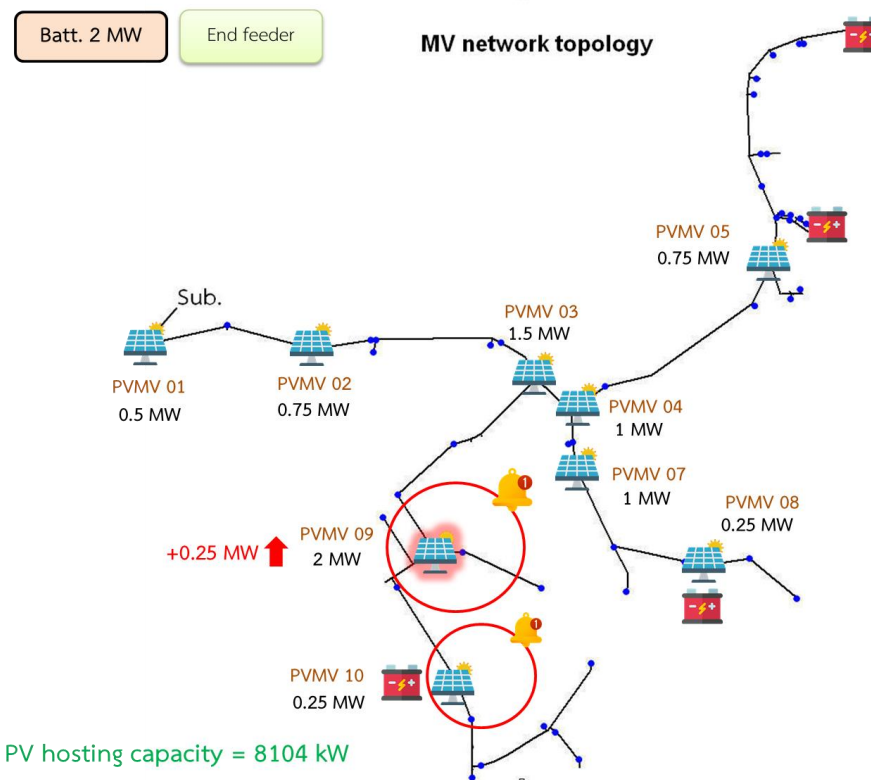 Batt. 2 MW
End feeder
MV network topology
PVMV 05
0.75 MW
Sub.
PVMV 03
1.5 MW
PVMV 01
0.5 MW
PVMV 02
0.75 MW
PVMV 04
1 MW
PVMV 07
1 MW
PVMV 08
0.25 MW
1
+0.25 MW
PVMV 09
2 MW
1
PVMV 10
0.25 MW
PV hosting capacity = 8104 kW